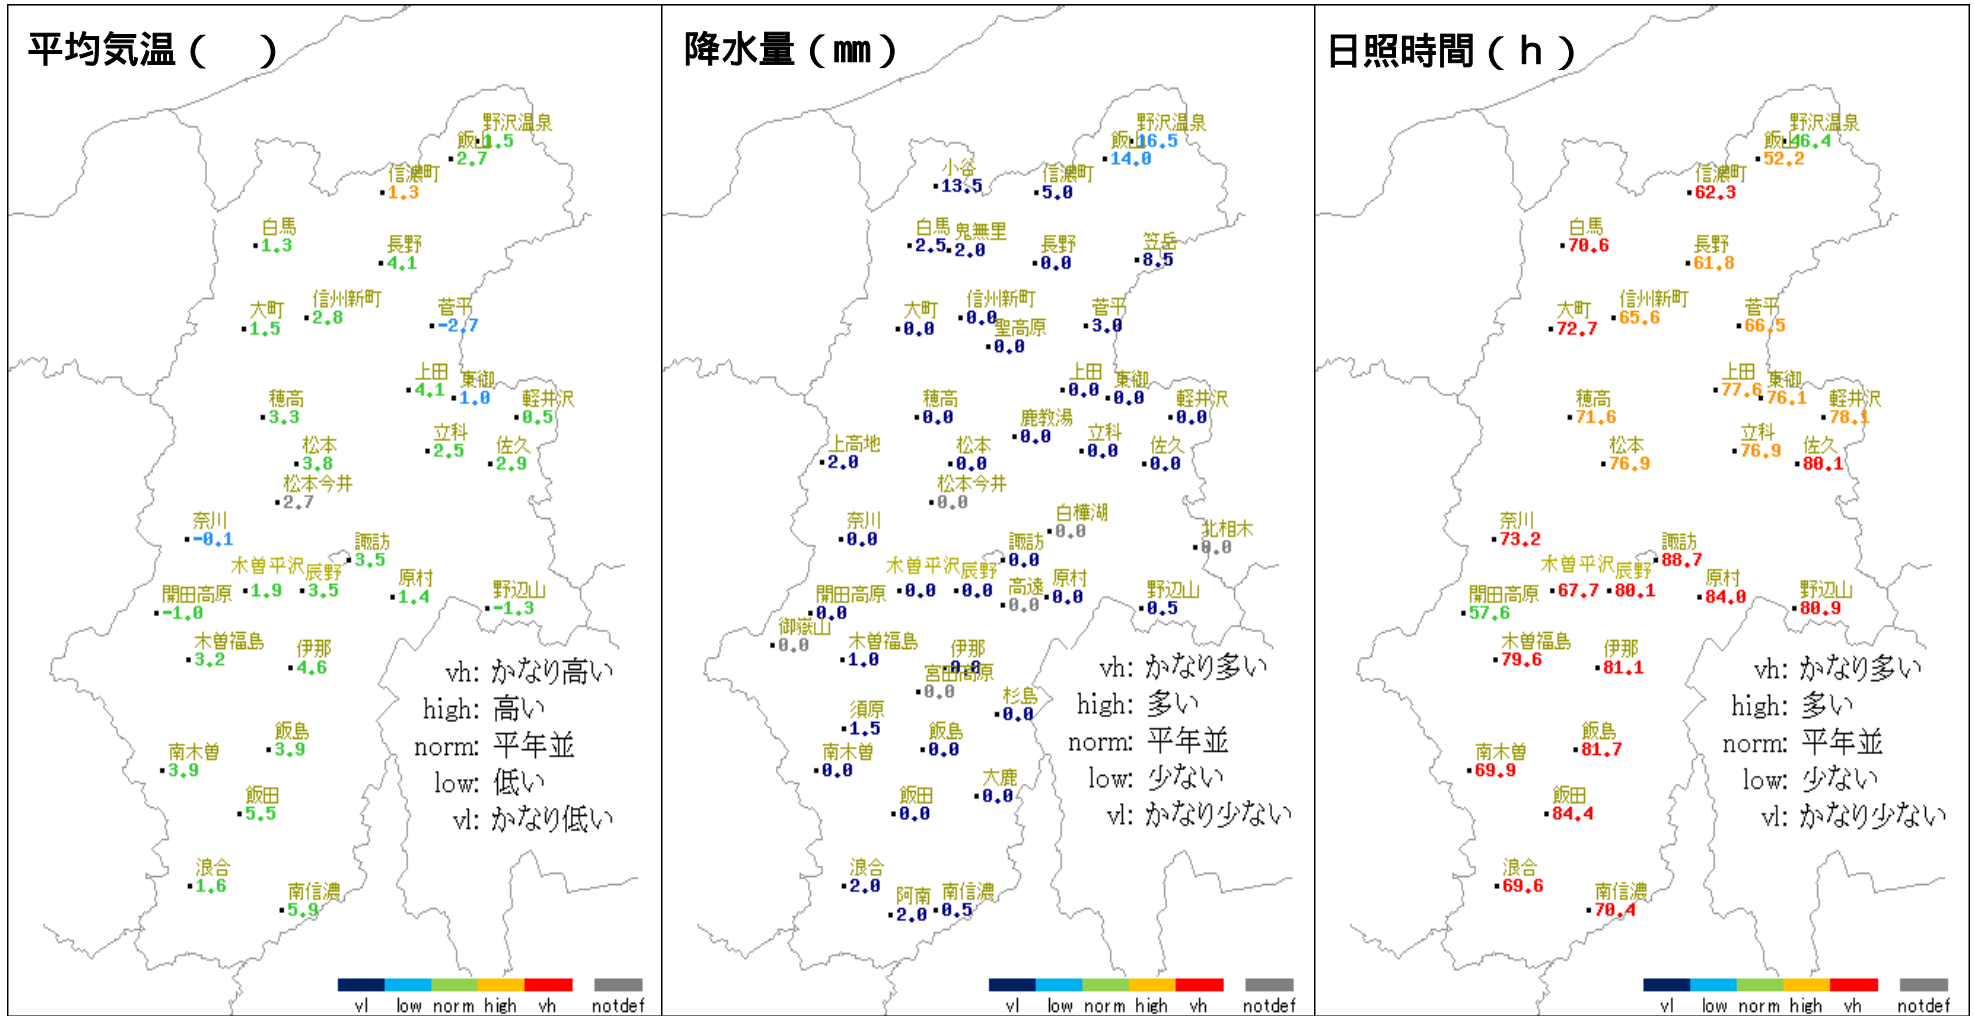 平均気温（　）
野沢温泉
1.5
飯山
2.7
信濃町
1.3
白馬
1.3
長野
4.1
信州新町
2.8
大町
1.5
菅平
-2.7
上田
4.1
東御
1.0
穂高
3.3
軽井沢
0.5
立科
2.5
松本
3.8
佐久
2.9
松本今井
2.7
奈川
-0.1
諏訪
3.5
木曽平沢
1.9
辰野
3.5
原村
1.4
開田高原
-1.0
野辺山
-1.3
木曽福島
3.2
伊那
4.6
飯島
3.9
南木曽
3.9
飯田
5.5
浪合
1.6
南信濃
5.9
vh: かなり高い
high: 高い
norm: 平年並
low: 低い
vl: かなり低い
vl low norm high vh notdef
降水量（㎜）
野沢温泉
16.5
飯山
14.0
小谷
13.5
信濃町
5.0
白馬
2.5
鬼無里
2.0
長野
0.0
笠岳
8.5
信州新町
0.0
大町
0.0
菅平
3.0
聖高原
0.0
上田
0.0
東御
0.0
穂高
0.0
軽井沢
0.0
鹿教湯
0.0
立科
0.0
上高地
2.0
松本
0.0
佐久
0.0
松本今井
0.0
白樺湖
0.0
奈川
0.0
北相木
0.0
諏訪
0.0
木曽平沢
0.0
辰野
0.0
高遠
0.0
原村
0.0
開田高原
0.0
野辺山
0.5
御嶽山
0.0
木曽福島
1.0
伊那
0.0
宮田高原
0.0
杉島
0.0
須原
1.5
飯島
0.0
南木曽
0.0
大鹿
0.0
飯田
0.0
浪合
2.0
阿南
2.0
南信濃
0.5
vh: かなり多い
high: 多い
norm: 平年並
low: 少ない
vl: かなり少ない
vl low norm high vh notdef
日照時間（ｈ）
野沢温泉
46.4
飯山
52.2
信濃町
62.3
白馬
70.6
長野
61.8
信州新町
65.6
大町
72.7
菅平
66.5
上田
77.6
東御
76.1
穂高
71.6
軽井沢
78.1
立科
76.9
松本
76.9
佐久
80.1
奈川
73.2
諏訪
88.7
木曽平沢
67.7
辰野
80.1
原村
84.0
開田高原
57.6
野辺山
80.9
木曽福島
79.6
伊那
81.1
飯島
81.7
南木曽
69.9
飯田
84.4
浪合
69.6
南信濃
70.4
vh: かなり多い
high: 多い
norm: 平年並
low: 少ない
vl: かなり少ない
vl low norm high vh notdef